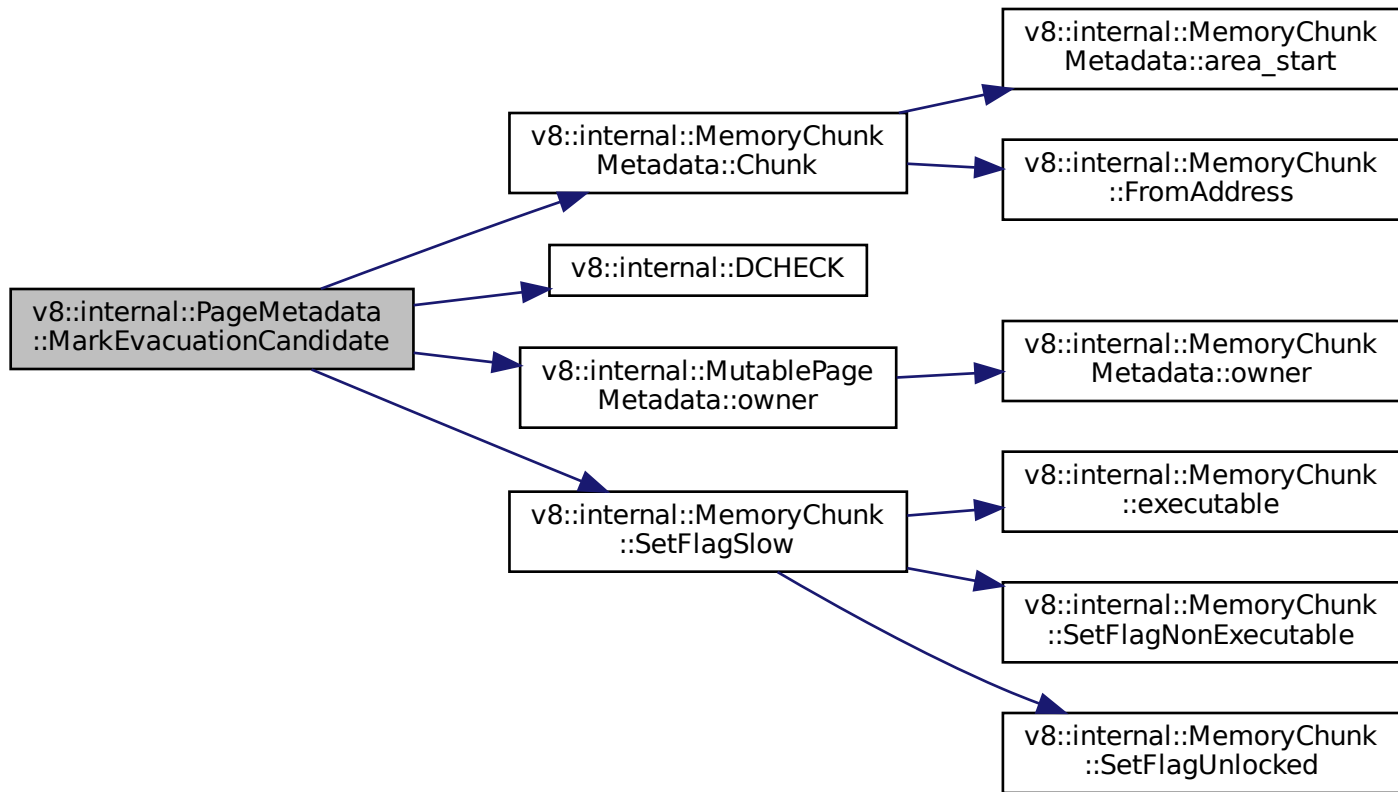 v8::internal::PageMetadata
::MarkEvacuationCandidate
v8::internal::MemoryChunk
Metadata::Chunk
v8::internal::DCHECK
v8::internal::MutablePage
Metadata::owner
v8::internal::MemoryChunk
::SetFlagSlow
v8::internal::MemoryChunk
Metadata::area_start
v8::internal::MemoryChunk
::FromAddress
v8::internal::MemoryChunk
Metadata::owner
v8::internal::MemoryChunk
::executable
v8::internal::MemoryChunk
::SetFlagNonExecutable
v8::internal::MemoryChunk
::SetFlagUnlocked